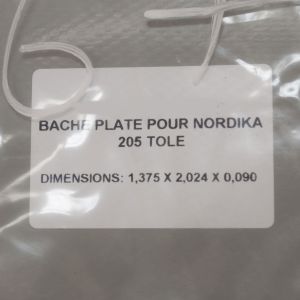 BACHE PLATE POUR NORDIKA
205 TOLE
DIMENSIONS: 1,375 X 2,024 X 0,090